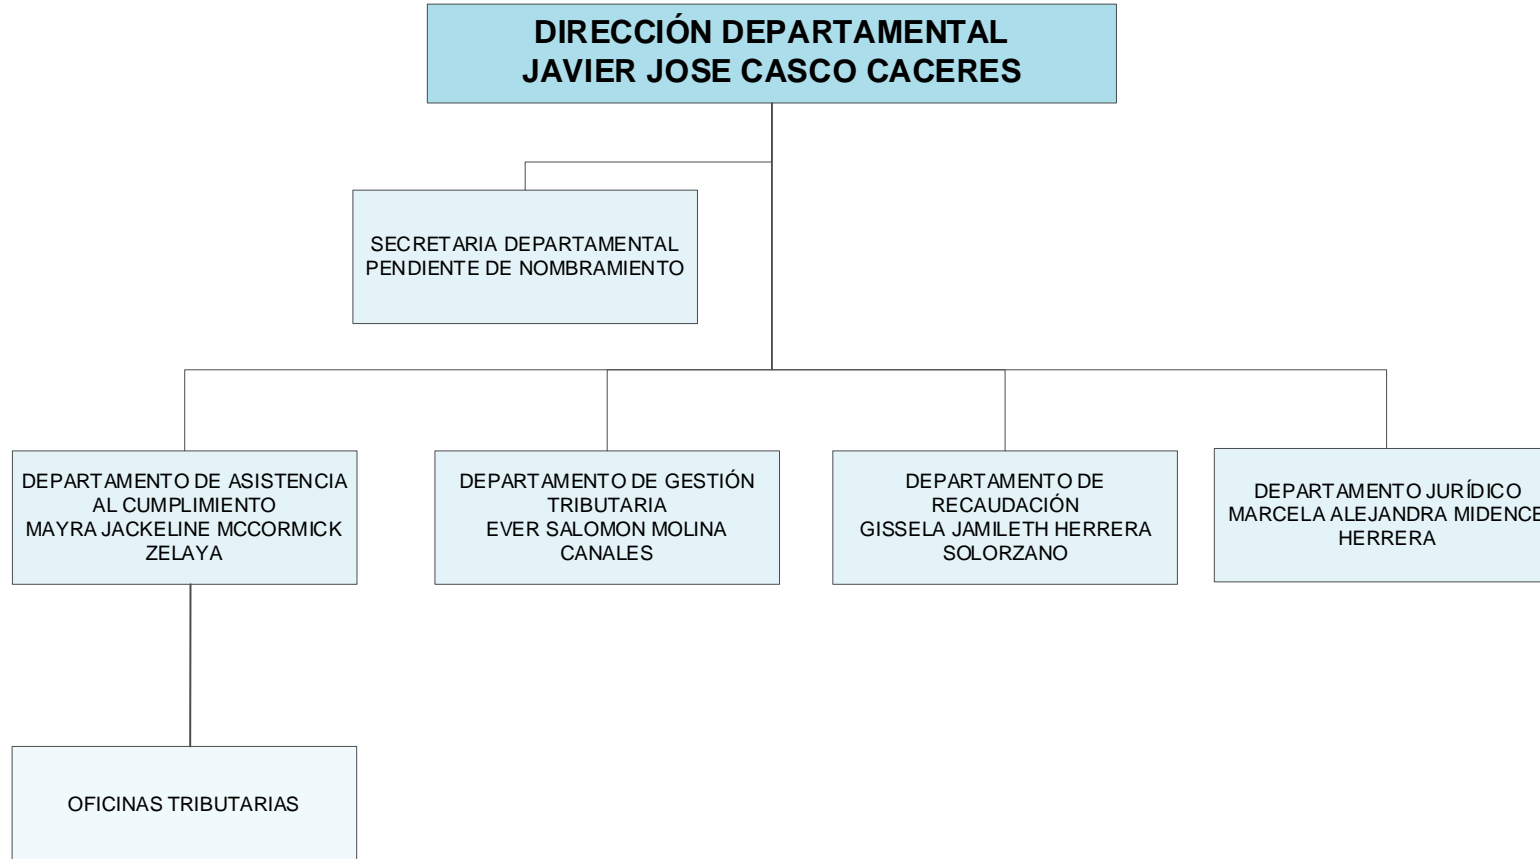 DIRECCIÓN DEPARTAMENTAL
JAVIER JOSE CASCO CACERES
SECRETARIA DEPARTAMENTAL
PENDIENTE DE NOMBRAMIENTO
DEPARTAMENTO DE ASISTENCIA
AL CUMPLIMIENTO
MAYRA JACKELINE MCCORMICK
ZELAYA
DEPARTAMENTO DE GESTIÓN
TRIBUTARIA
EVER SALOMON MOLINA
CANALES
DEPARTAMENTO DE
RECAUDACIÓN
GISSELA JAMILETH HERRERA
SOLORZANO
DEPARTAMENTO JURÍDICO
MARCELA ALEJANDRA MIDENCE
HERRERA
OFICINAS TRIBUTARIAS